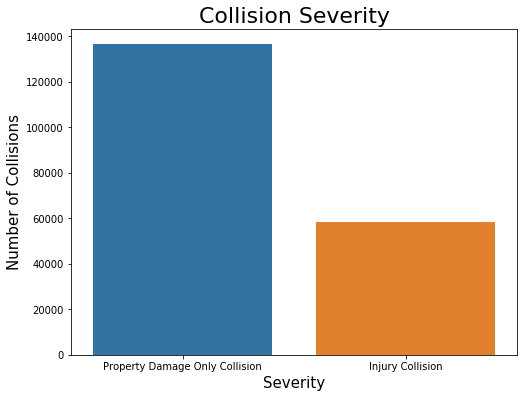 Collision Severity
140000
120000
100000
80000
60000
40000
20000
0
Number of Collisions
Property Damage Only Collision
Injury Collision
Severity